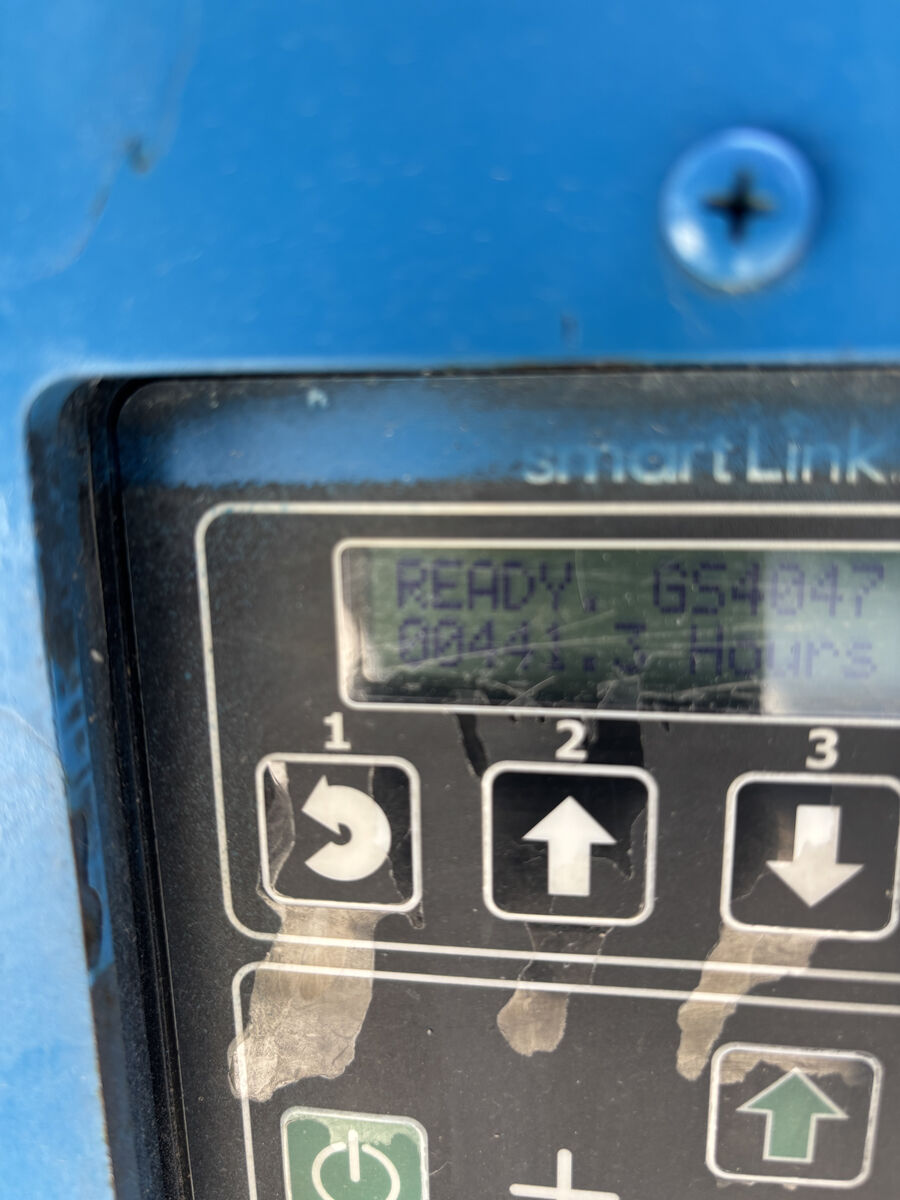 smartLink
READY, GS4047
00441.3 Hours
1
2
3